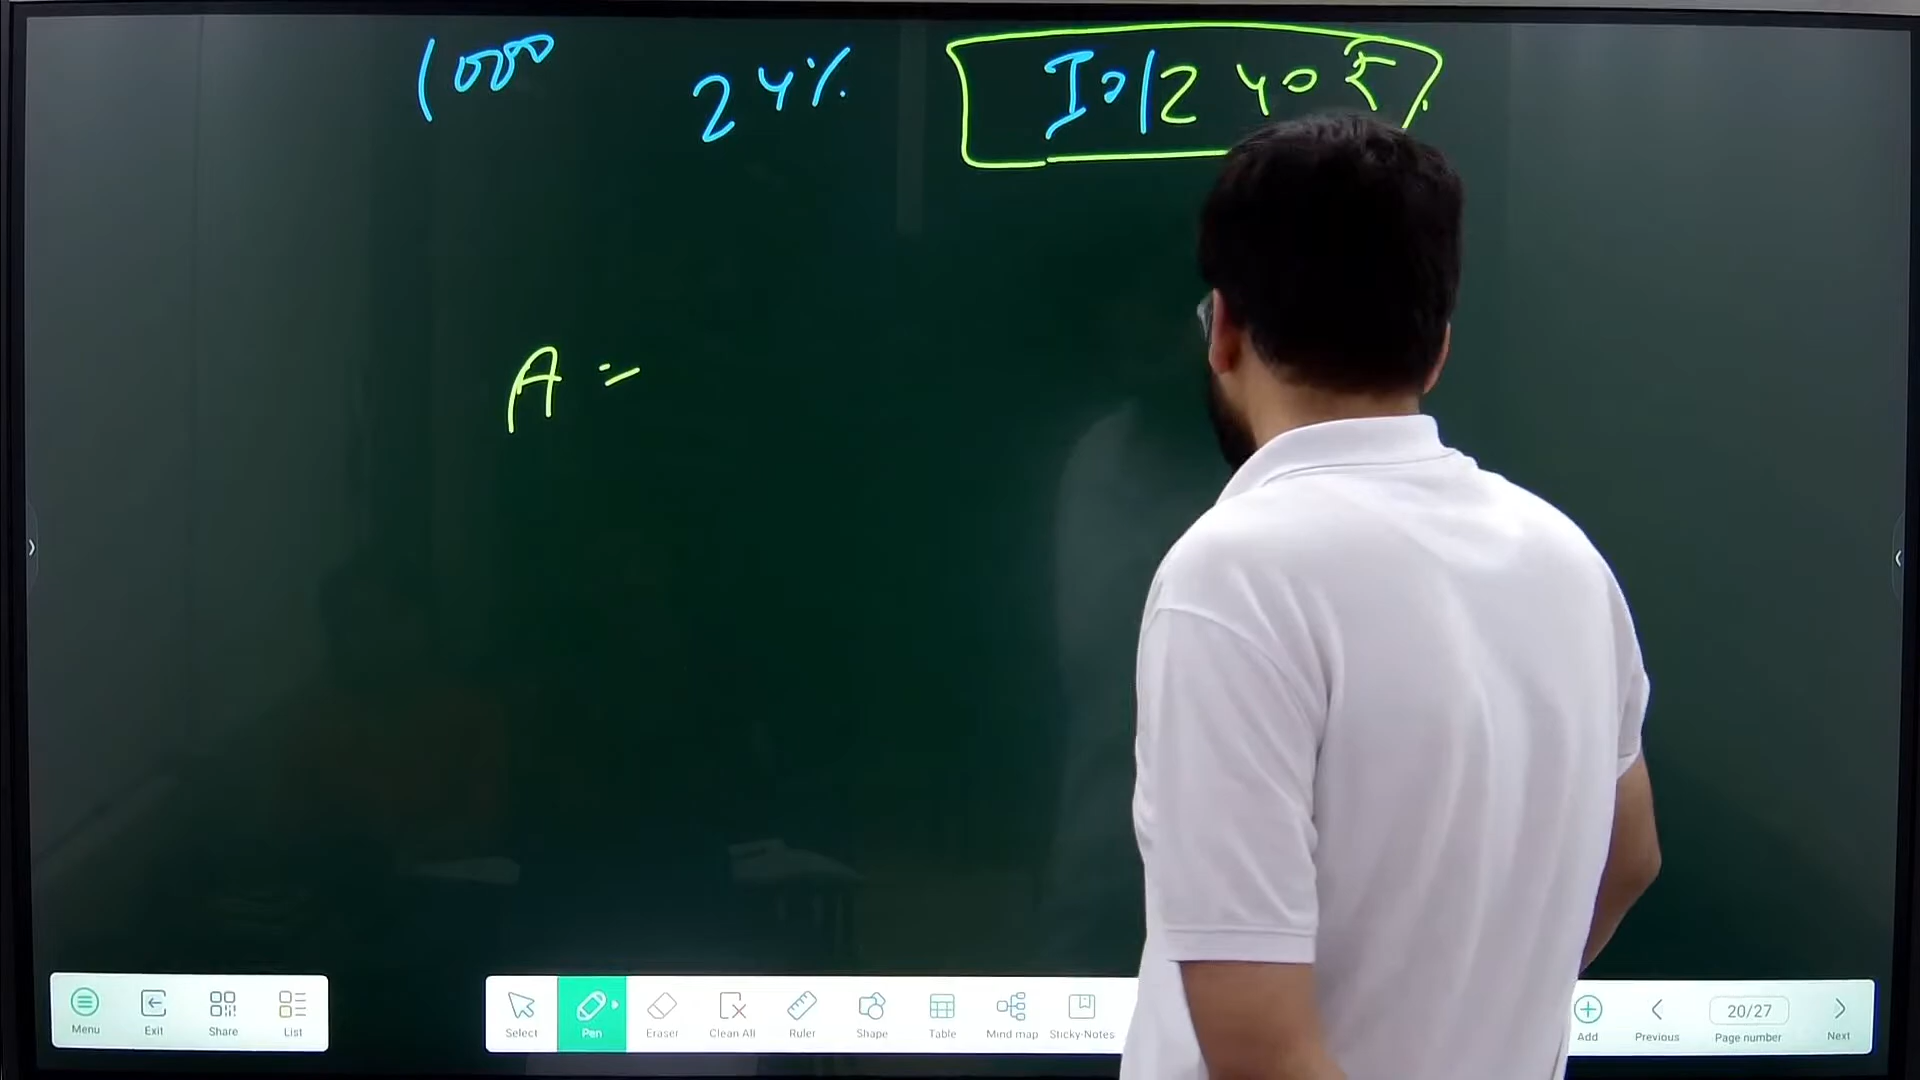 1000 24% I > | 240 ₹
A =
Menu Exit Share List Select Pen Eraser Clean All Ruler Shape Table Mind map Sticky-Notes Add Previous 20/27 Page number Next